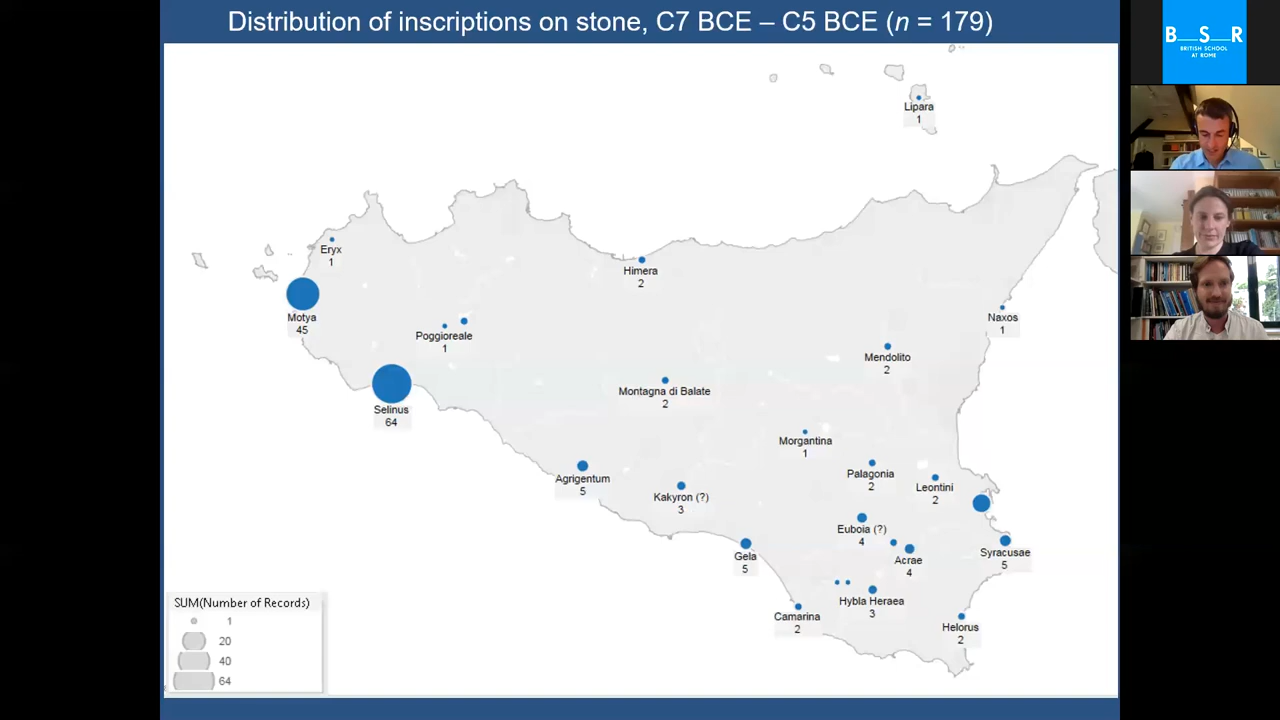 Distribution of inscriptions on stone, C7 BCE – C5 BCE (n = 179)
B__S__R
BRITISH SCHOOL
AT ROME
Lipara
1
Eryx
1
Himera
2
Motya
45
Naxos
1
Poggioreale
1
Mendolito
2
Montagna di Balate
2
Selinus
64
Morgantina
1
Agrigentum
5
Palagonia
2
Leontini
2
Kakyron (?)
3
Euboia (?)
4
Gela
5
Acrae
4
Syracusae
5
Hybla Heraea
3
Camarina
2
Helorus
2
SUM(Number of Records)
1
20
40
64